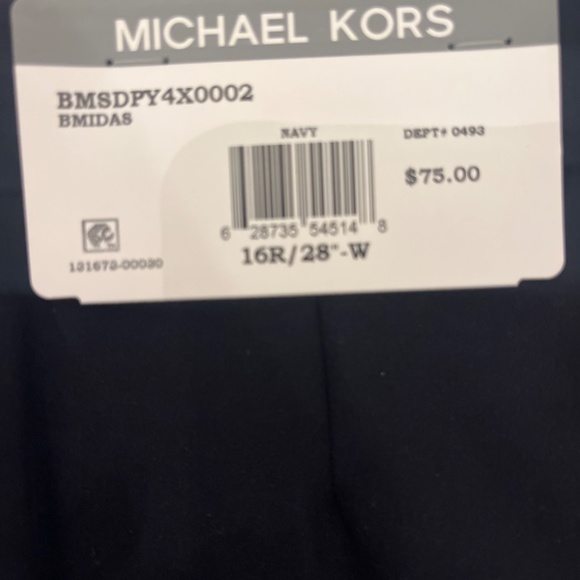 MICHAEL KORS
BMSDPY4X0002
BMIDAS
NAVY
DEPT# 0493
$75.00
6 28735 54514 8
16R/28"-W
131673-00030